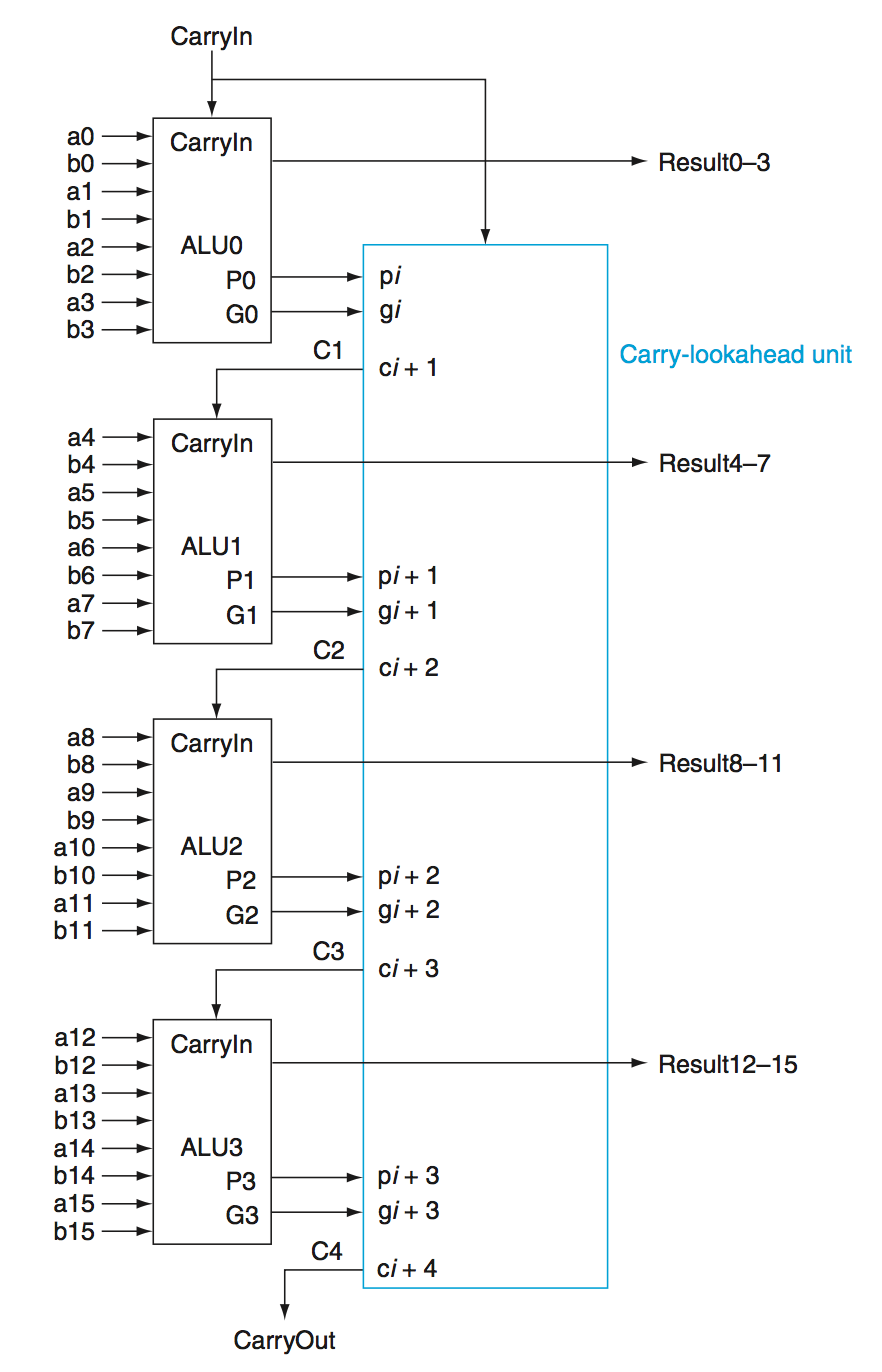 CarryIn
a0
b0
a1
b1
a2
b2
a3
b3
CarryIn
ALU0
P0
G0
Result0–3
pi
gi
C1
ci + 1
Carry-lookahead unit
a4
b4
a5
b5
a6
b6
a7
b7
CarryIn
ALU1
P1
G1
Result4–7
pi + 1
gi + 1
C2
ci + 2
a8
b8
a9
b9
a10
b10
a11
b11
CarryIn
ALU2
P2
G2
Result8–11
pi + 2
gi + 2
C3
ci + 3
a12
b12
a13
b13
a14
b14
a15
b15
CarryIn
ALU3
P3
G3
Result12–15
pi + 3
gi + 3
C4
ci + 4
CarryOut